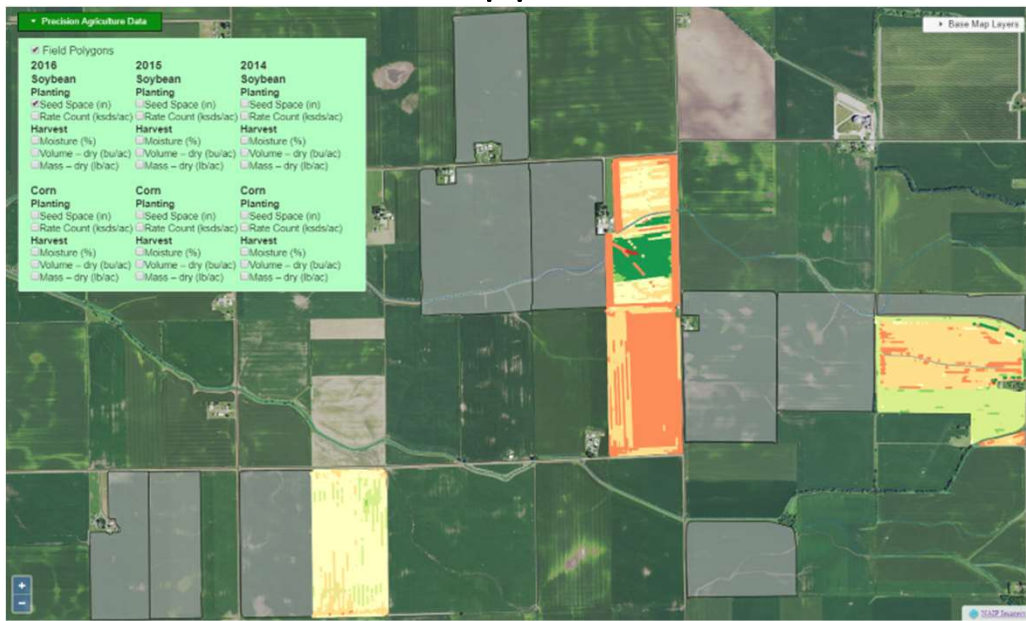 Precision Agriculture Data
Base Map Layers
Field Polygons
2016 2015 2014
Soybean Soybean Soybean
Planting Planting Planting
Seed Space (in) Seed Space (in) Seed Space (in)
Rate Count (ksds/ac) Rate Count (ksds/ac) Rate Count (ksds/ac)
Harvest Harvest Harvest
Moisture (%) Moisture (%) Moisture (%)
Volume – dry (bu/ac) Volume – dry (bu/ac) Volume – dry (bu/ac)
Mass – dry (lb/ac) Mass – dry (lb/ac) Mass – dry (lb/ac)
Corn Corn Corn
Planting Planting Planting
Seed Space (in) Seed Space (in) Seed Space (in)
Rate Count (ksds/ac) Rate Count (ksds/ac) Rate Count (ksds/ac)
Harvest Harvest Harvest
Moisture (%) Moisture (%) Moisture (%)
Volume – dry (bu/ac) Volume – dry (bu/ac) Volume – dry (bu/ac)
Mass – dry (lb/ac) Mass – dry (lb/ac) Mass – dry (lb/ac)
+
−
NAIP Imagery